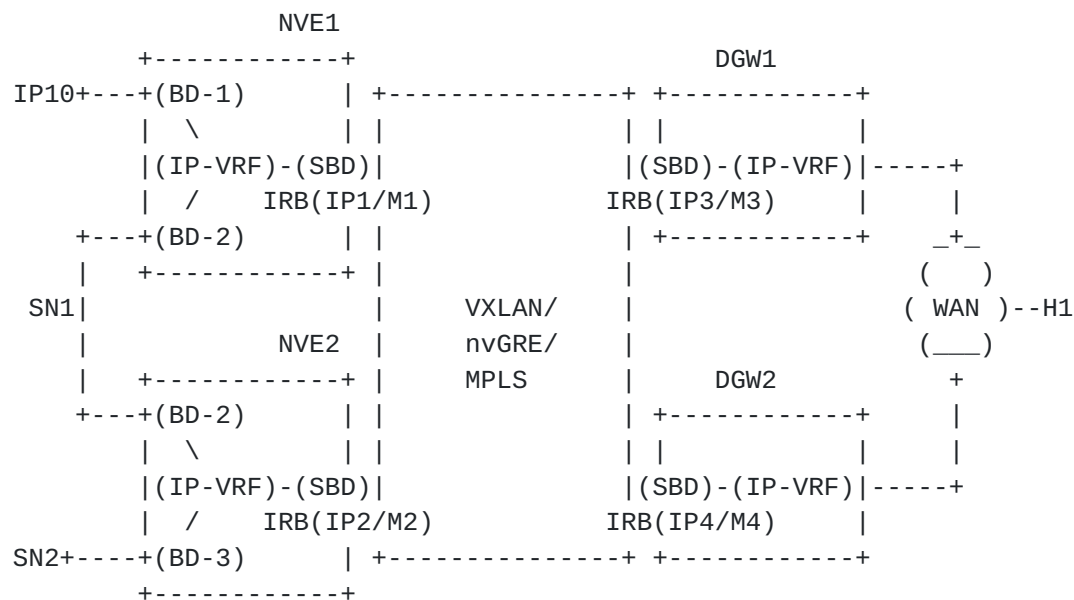 NVE1
+------------+ DGW1
IP10+---+(BD-1) | +---------------+ +------------+
| \ | | | | |
|(IP-VRF)-(SBD)| |(SBD)-(IP-VRF)|-----+
| / IRB(IP1/M1) IRB(IP3/M3) | |
+---+(BD-2) | | | +------------+ _+_
| +------------+ | | ( )
SN1| | VXLAN/ | ( WAN )--H1
| NVE2 | nvGRE/ | (___)
| +------------+ | MPLS | DGW2 +
+---+(BD-2) | | | +------------+ |
| \ | | | | | |
|(IP-VRF)-(SBD)| |(SBD)-(IP-VRF)|-----+
| / IRB(IP2/M2) IRB(IP4/M4) |
SN2+----+(BD-3) | +---------------+ +------------+
+------------+